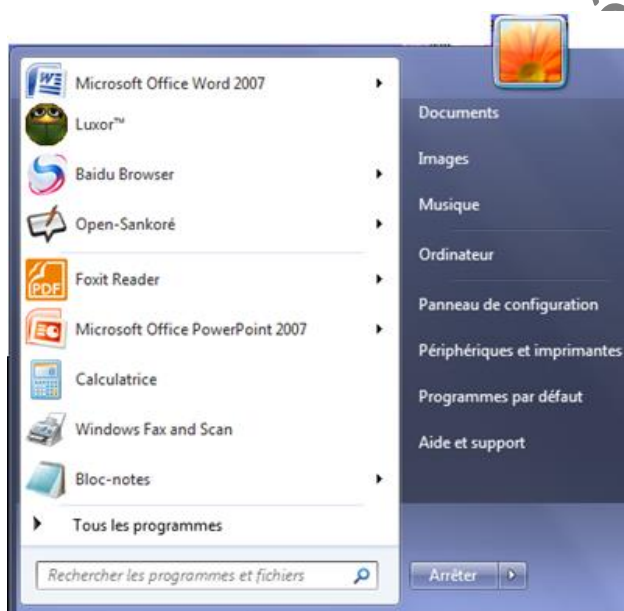 Microsoft Office Word 2007
Luxor™
Baidu Browser
Open-Sankoré
Foxit Reader
PDF
Microsoft Office PowerPoint 2007
Calculatrice
Windows Fax and Scan
Bloc-notes
Tous les programmes
Rechercher les programmes et fichiers
Documents
Images
Musique
Ordinateur
Panneau de configuration
Périphériques et imprimantes
Programmes par défaut
Aide et support
Arrêter